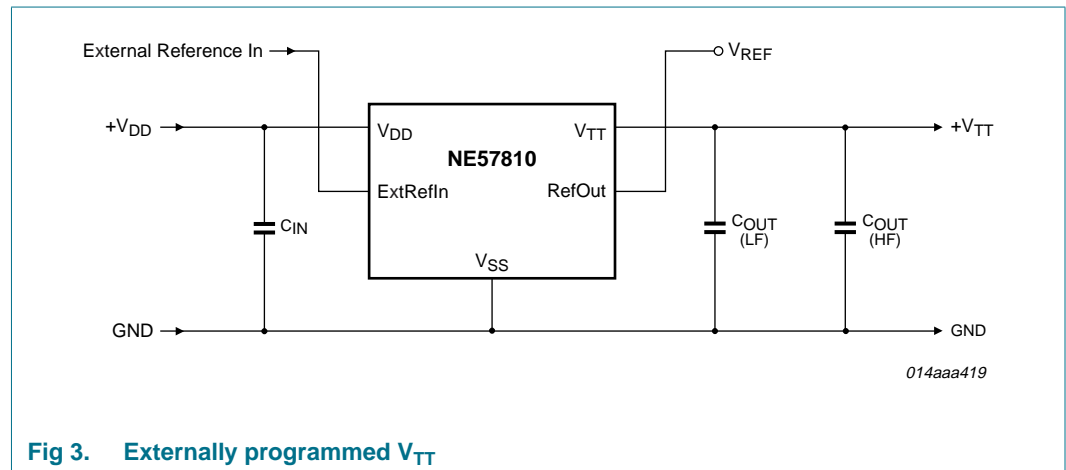 External Reference In
VREF
+VDD
VDD
VTT
+VTT
NE57810
ExtRefIn
RefOut
CIN
COUT
(LF)
COUT
(HF)
VSS
GND
GND
014aaa419
Fig 3. Externally programmed VTT